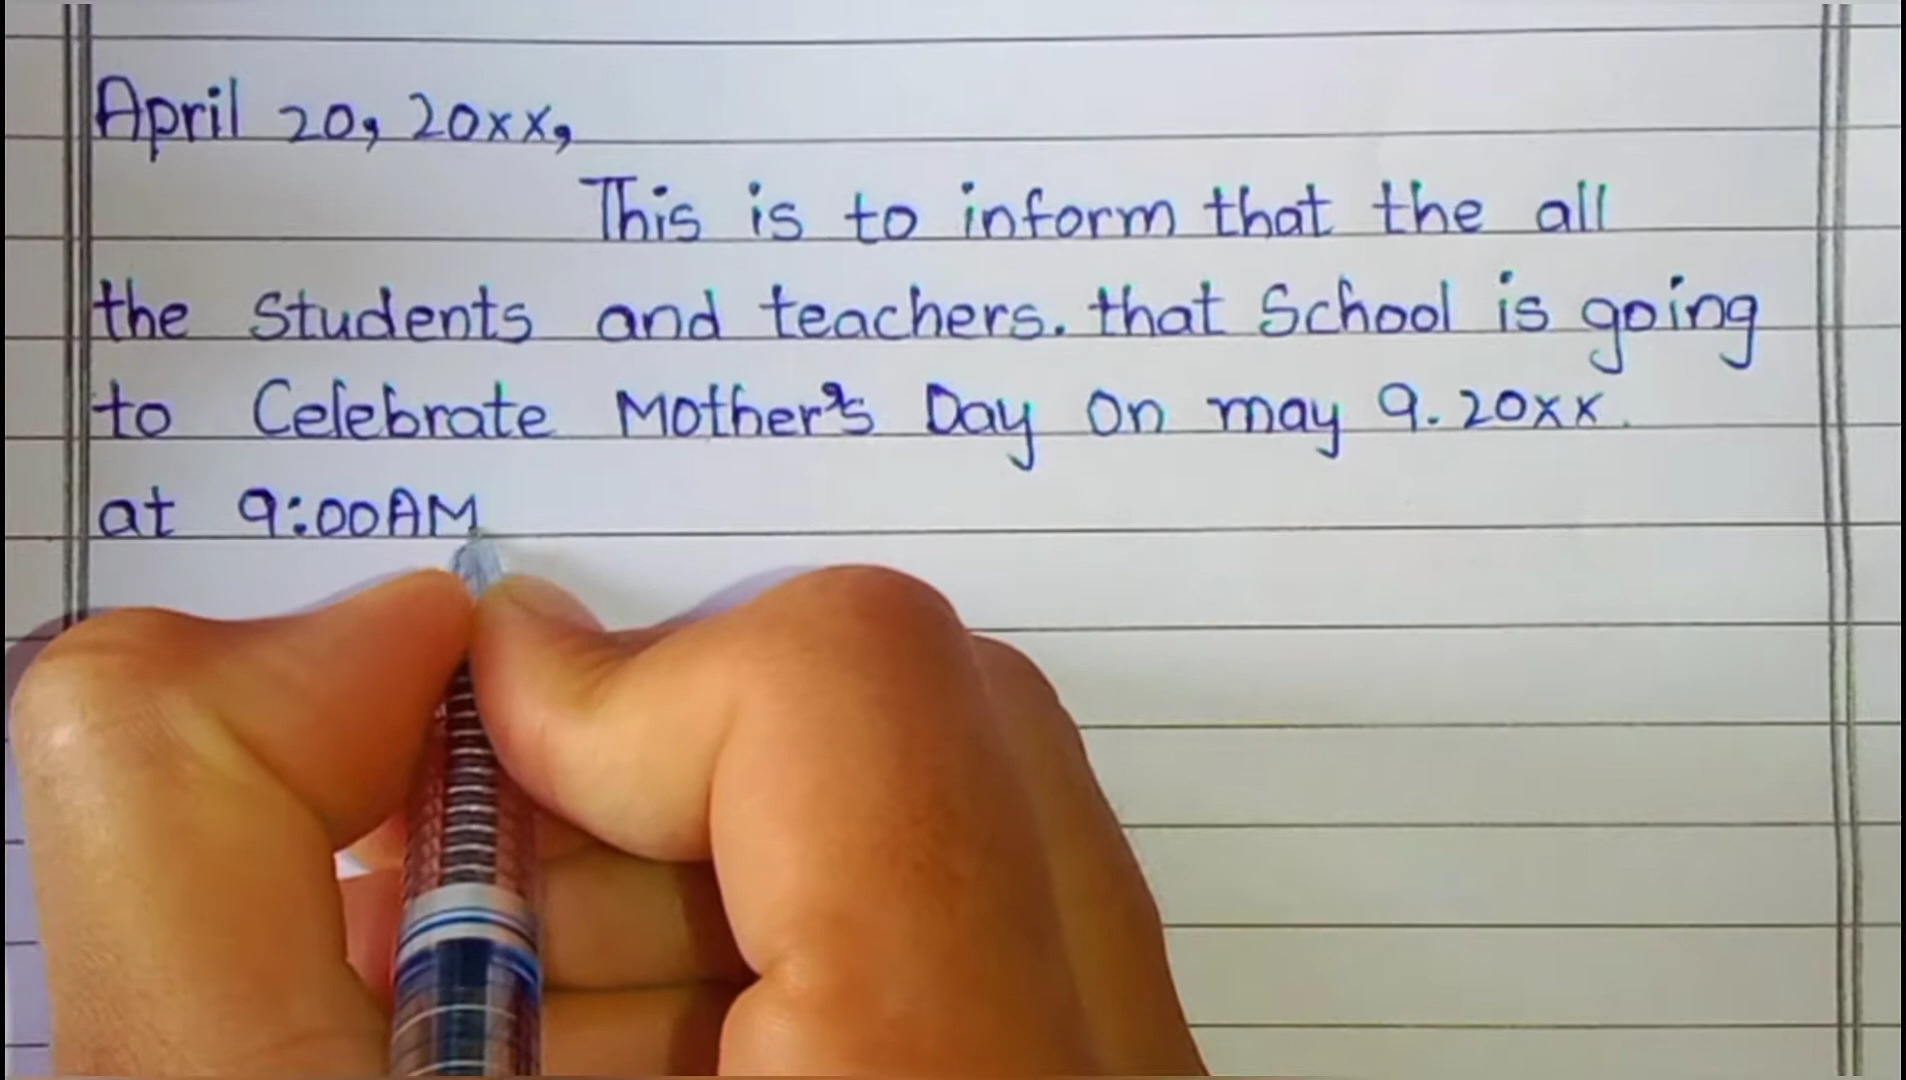 April 20, 20xx,
This is to inform that the all
the Students and teachers. that School is going
to Celebrate Mother's Day on may 9. 20xx.
at 9:00AM